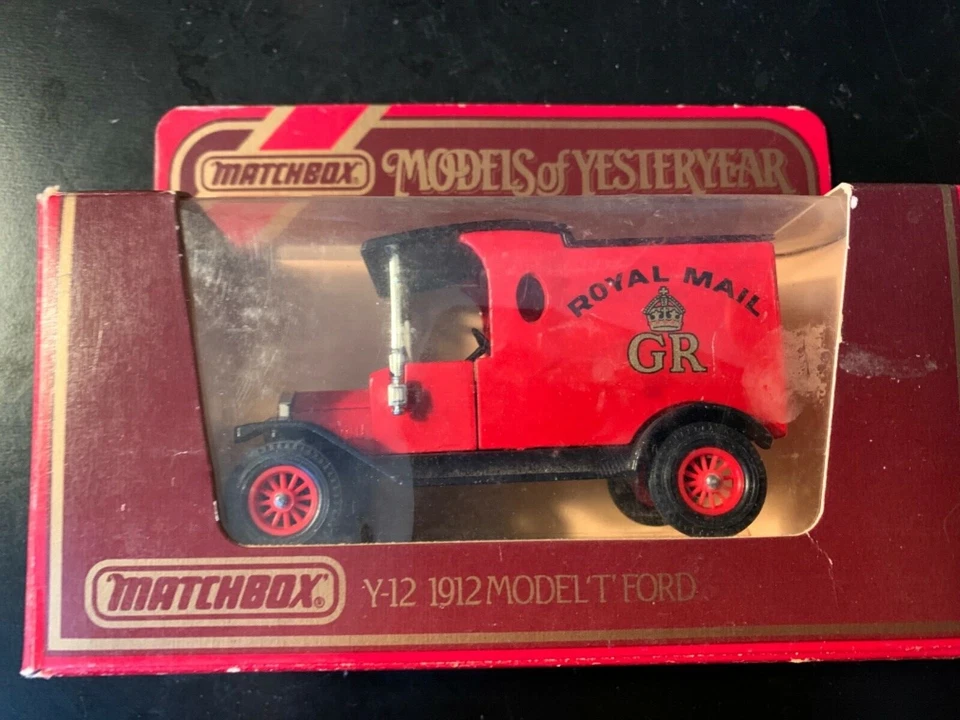 MATCHBOX MODELS of YESTERYEAR
ROYAL MAIL
GR
MATCHBOX® Y-12 1912 MODEL 'T' FORD